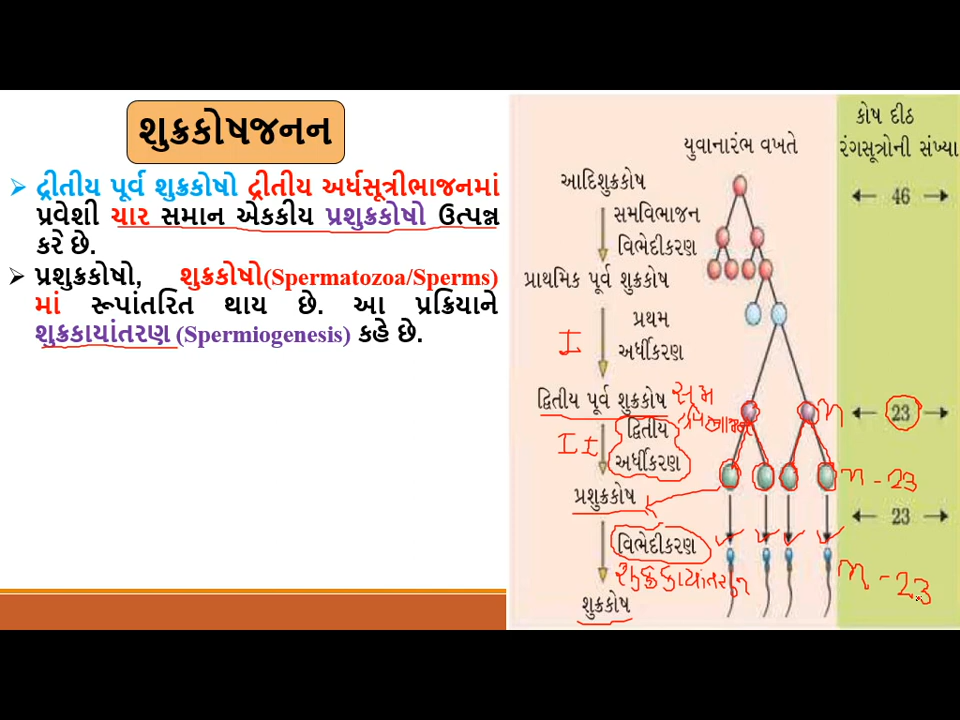 શુક્રકોષજનન
દ્વીતીય પૂર્વ શુક્રકોષો દ્વીતીય અર્ધસૂત્રીભાજનમાં
પ્રવેશી ચાર સમાન એકકીય પ્રશુક્રકોષો ઉત્પન્ન
કરે છે.
પ્રશુક્રકોષો, શુક્રકોષો(Spermatozoa/Sperms)
માં રૂપાંતરિત થાય છે. આ પ્રક્રિયાને
શુક્રકાયાંતરણ (Spermiogenesis) કહે છે.
કોષ દીઠ
રંગસૂત્રોની સંખ્યા
યુવાનારંભ વખતે
આદિશુક્રકોષ
46
સમવિભાજન
વિભેદીકરણ
પ્રાથમિક પૂર્વ શુક્રકોષ
પ્રથમ
I
અર્ધીકરણ
દ્વિતીય પૂર્વ શુક્રકોષ
સમ
n
23
દ્વિતીય
II
અર્ધીકરણ
n - 23
પ્રશુક્રકોષ
23
વિભેદીકરણ
શુક્રકાયાંતરણ
n - 23
શુક્રકોષ